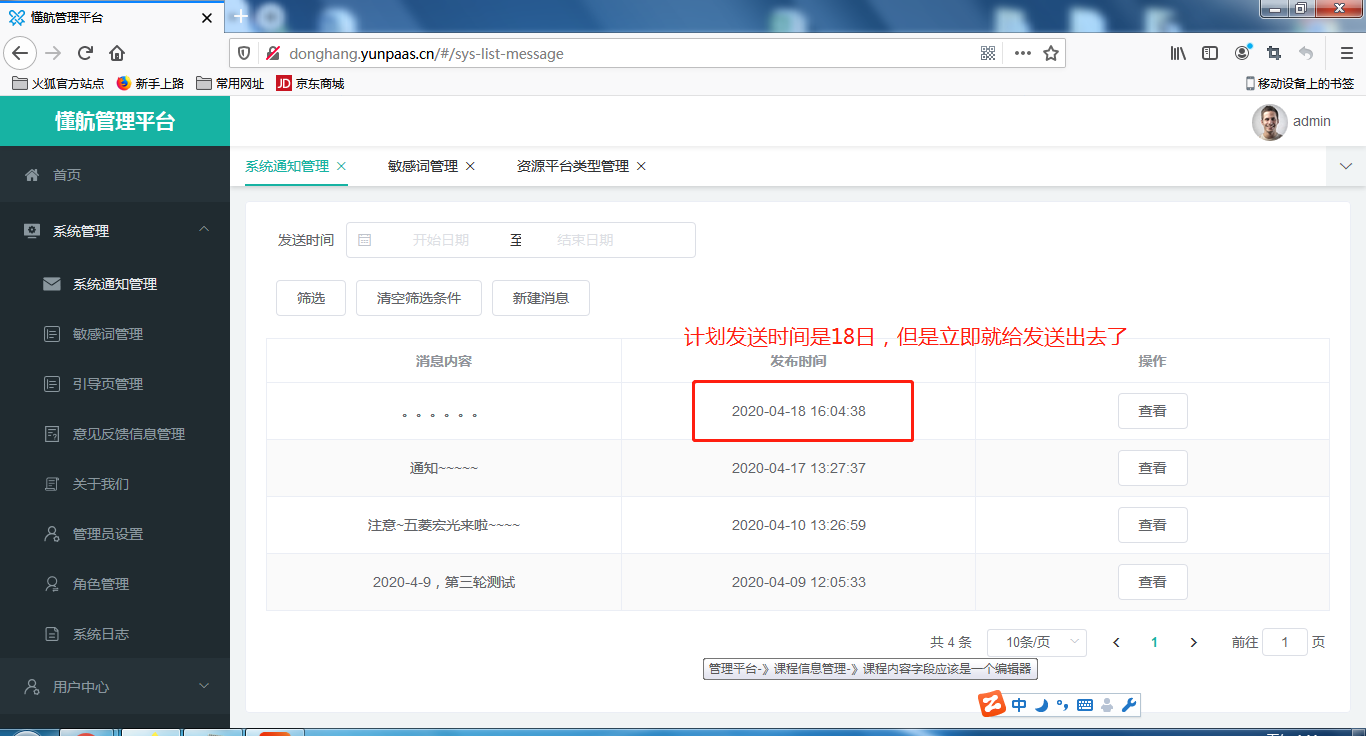 懂航管理平台
donghang.yunpaas.cn/#/sys-list-message
火狐官方站点 新手上路 常用网址 JD 京东商城 移动设备上的书签
懂航管理平台
admin
首页
系统管理
系统通知管理
敏感词管理
引导页管理
意见反馈信息管理
关于我们
管理员设置
角色管理
系统日志
用户中心
系统通知管理 敏感词管理 资源平台类型管理
发送时间 开始日期 至 结束日期
筛选 清空筛选条件 新建消息
计划发送时间是18日，但是立即就给发送出去了
消息内容 发布时间 操作
。。。。。。 2020-04-18 16:04:38 查看
通知~~~~~ 2020-04-17 13:27:37 查看
注意~五菱宏光来啦~~~~ 2020-04-10 13:26:59 查看
2020-4-9，第三轮测试 2020-04-09 12:05:33 查看
共 4 条 10条/页 1 前往 1 页
管理平台-》课程信息管理-》课程内容字段应该是一个编辑器
中